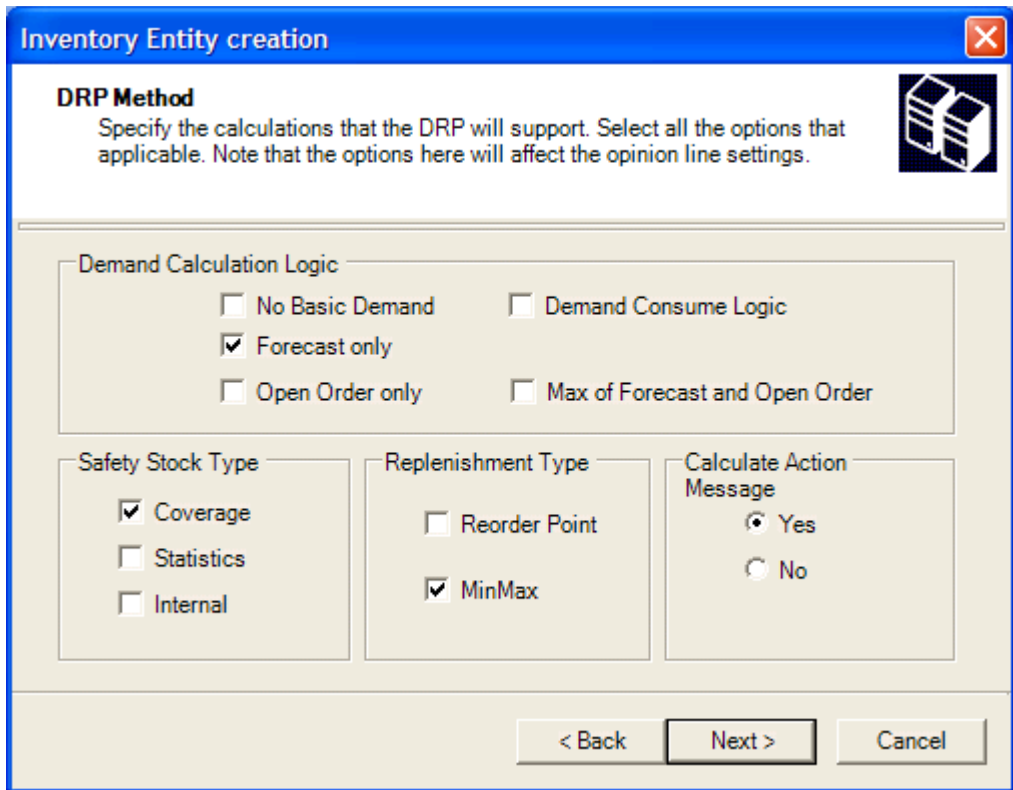 Inventory Entity creation
DRP Method
Specify the calculations that the DRP will support. Select all the options that
applicable. Note that the options here will affect the opinion line settings.
Demand Calculation Logic
No Basic Demand
Demand Consume Logic
Forecast only
Open Order only
Max of Forecast and Open Order
Safety Stock Type
Coverage
Statistics
Internal
Replenishment Type
Reorder Point
MinMax
Calculate Action
Message
Yes
No
< Back
Next >
Cancel